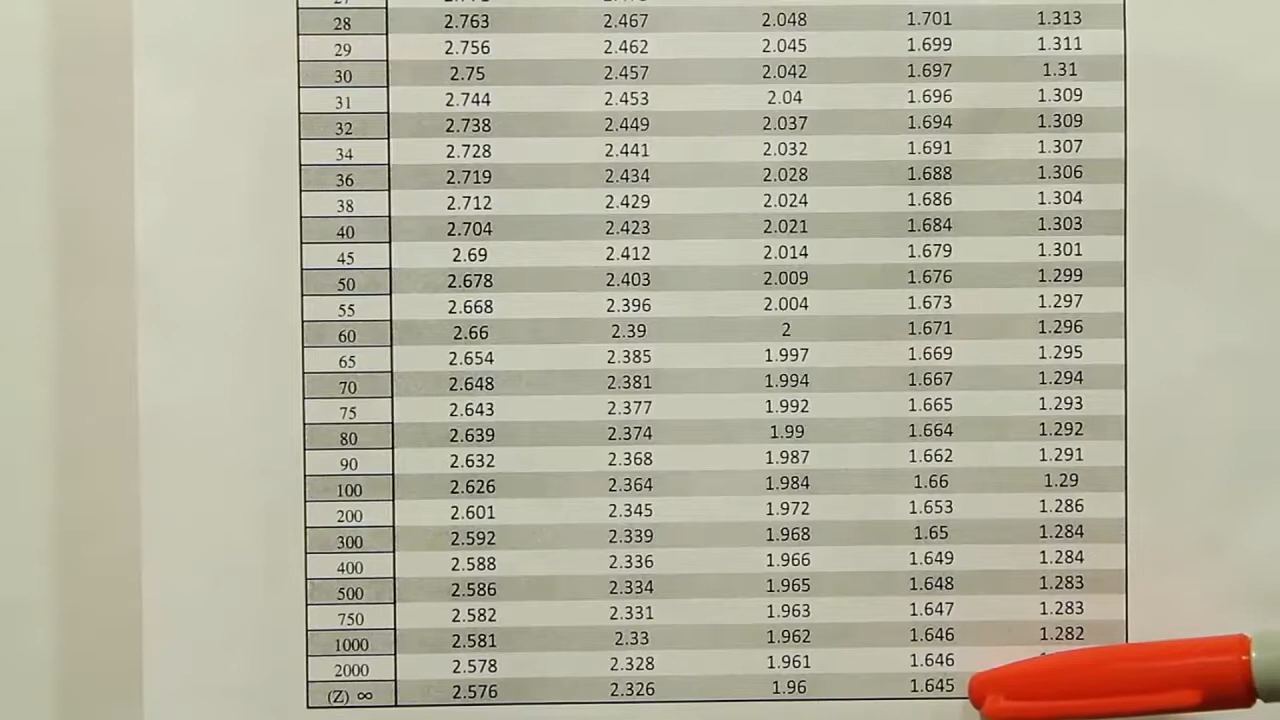 28 2.763 2.467 2.048 1.701 1.313
29 2.756 2.462 2.045 1.699 1.311
30 2.75 2.457 2.042 1.697 1.31
31 2.744 2.453 2.04 1.696 1.309
32 2.738 2.449 2.037 1.694 1.309
34 2.728 2.441 2.032 1.691 1.307
36 2.719 2.434 2.028 1.688 1.306
38 2.712 2.429 2.024 1.686 1.304
40 2.704 2.423 2.021 1.684 1.303
45 2.69 2.412 2.014 1.679 1.301
50 2.678 2.403 2.009 1.676 1.299
55 2.668 2.396 2.004 1.673 1.297
60 2.66 2.39 2 1.671 1.296
65 2.654 2.385 1.997 1.669 1.295
70 2.648 2.381 1.994 1.667 1.294
75 2.643 2.377 1.992 1.665 1.293
80 2.639 2.374 1.99 1.664 1.292
90 2.632 2.368 1.987 1.662 1.291
100 2.626 2.364 1.984 1.66 1.29
200 2.601 2.345 1.972 1.653 1.286
300 2.592 2.339 1.968 1.65 1.284
400 2.588 2.336 1.966 1.649 1.284
500 2.586 2.334 1.965 1.648 1.283
750 2.582 2.331 1.963 1.647 1.283
1000 2.581 2.33 1.962 1.646 1.282
2000 2.578 2.328 1.961 1.646
(Z) ∞ 2.576 2.326 1.96 1.645